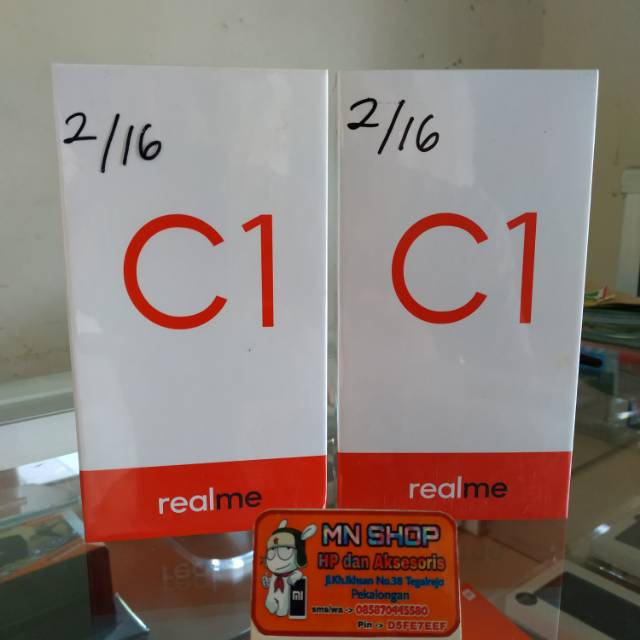 2/16
C1
realme
2/16
C1
realme
MN SHOP
HP dan Aksesoris
Jl.Kh.Ikhsan No.38 Tegalrejo
Pekalongan
sms/wa -> 085870445580
Pin -> D5FE7EEF
mi